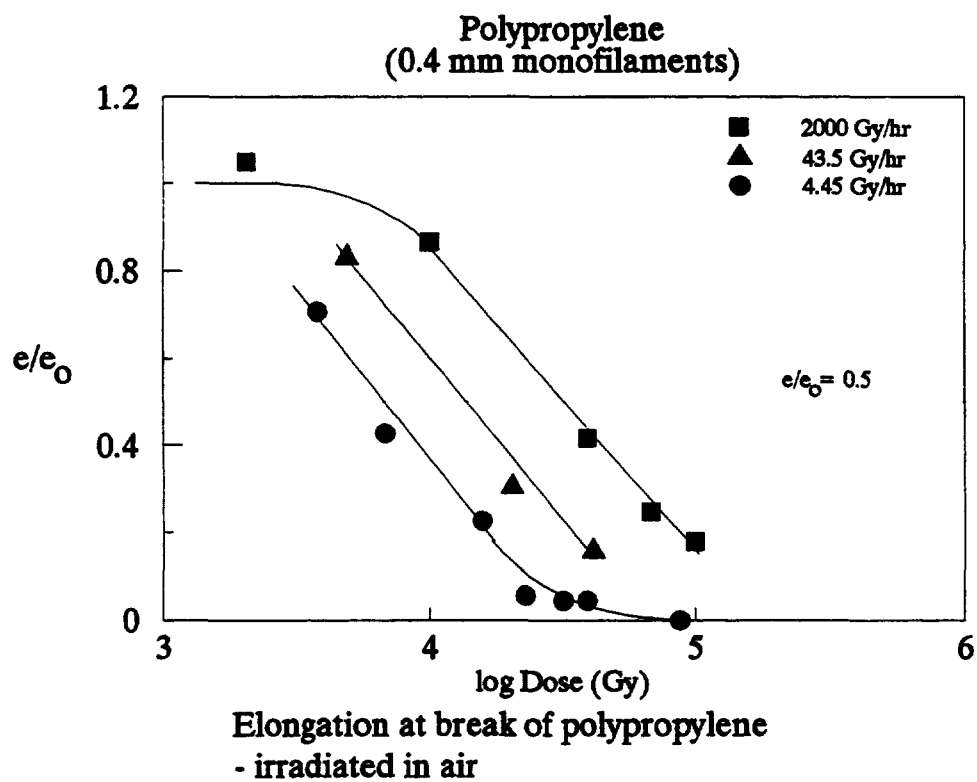 Polypropylene
(0.4 mm monofilaments)
1.2
2000 Gy/hr
43.5 Gy/hr
4.45 Gy/hr
0.8
e/eo
e/eo= 0.5
0.4
0
3
4
5
6
log Dose (Gy)
Elongation at break of polypropylene
- irradiated in air